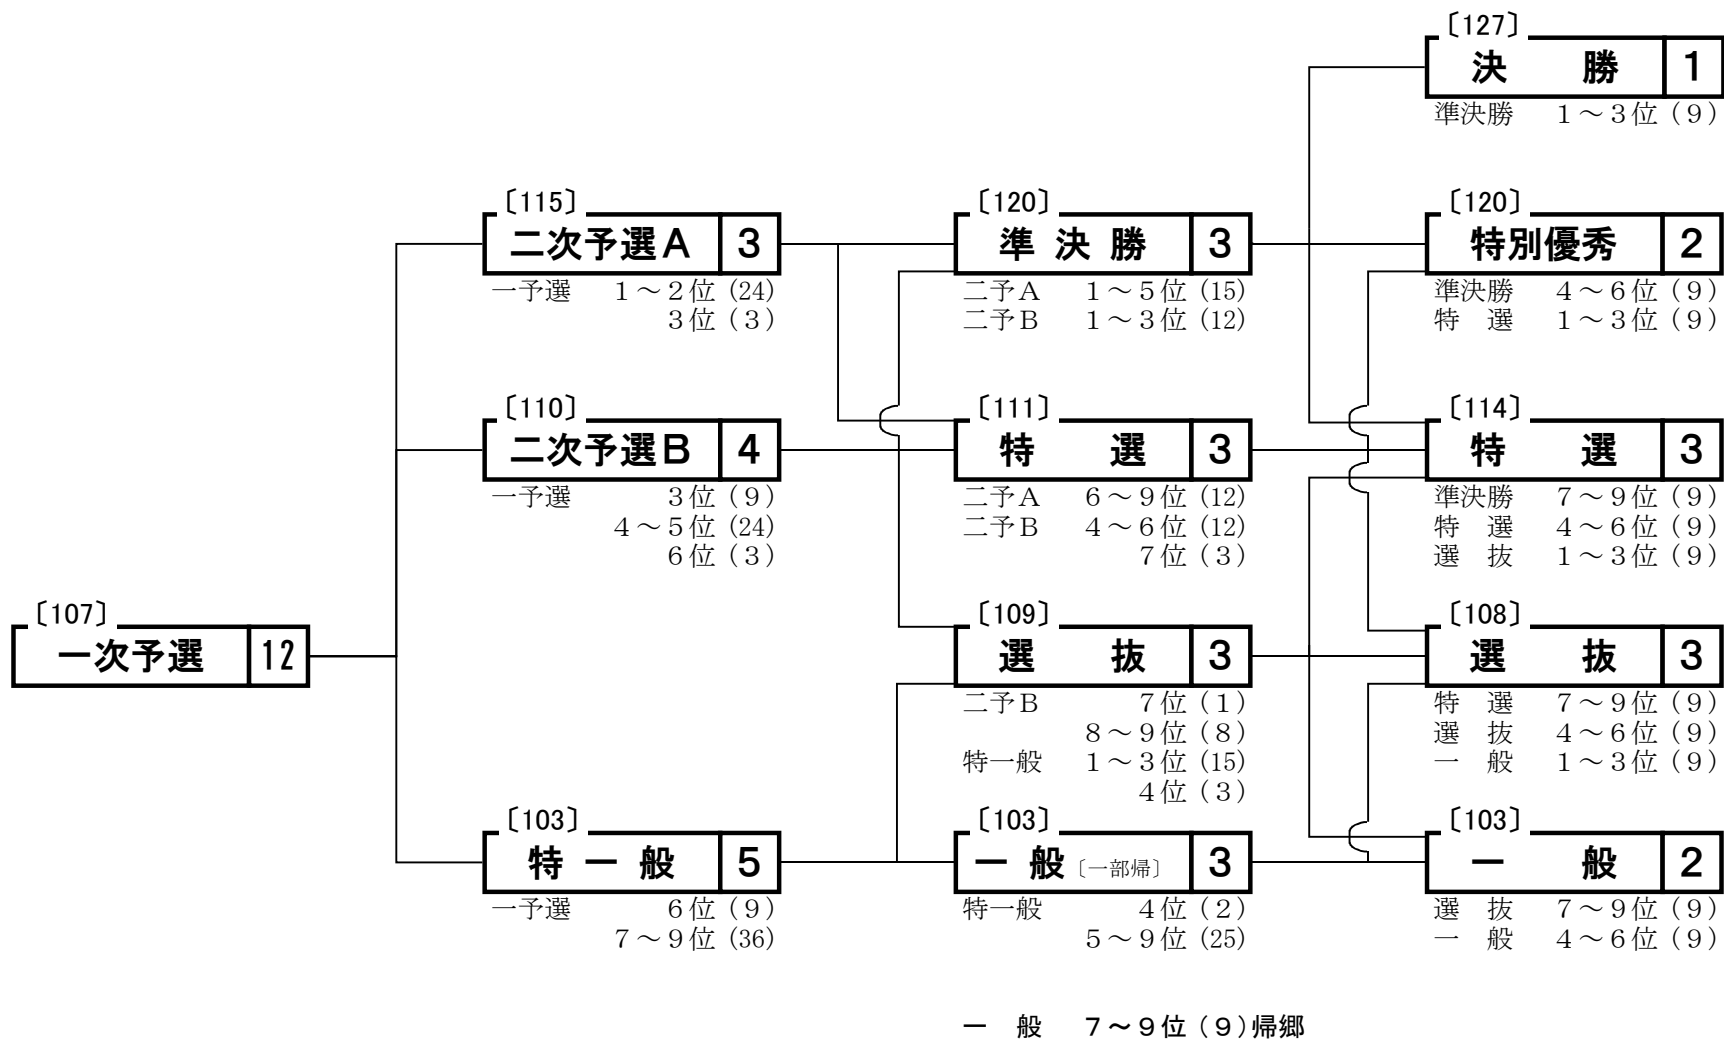 〔107〕
一次予選 12
〔115〕
二次予選A 3
一予選 1～2位 (24)
3位 (3)
〔110〕
二次予選B 4
一予選 3位 (9)
4～5位 (24)
6位 (3)
〔103〕
特一般 5
一予選 6位 (9)
7～9位 (36)
〔120〕
準決勝 3
二予A 1～5位 (15)
二予B 1～3位 (12)
〔111〕
特 選 3
二予A 6～9位 (12)
二予B 4～6位 (12)
7位 (3)
〔109〕
選 抜 3
二予B 7位 (1)
8～9位 (8)
特一般 1～3位 (15)
4位 (3)
〔103〕
一般〔一部帰〕 3
特一般 4位 (2)
5～9位 (25)
一 般 7～9位 (9)帰郷
〔127〕
決 勝 1
準決勝 1～3位 (9)
〔120〕
特別優秀 2
準決勝 4～6位 (9)
特 選 1～3位 (9)
〔114〕
特 選 3
準決勝 7～9位 (9)
特 選 4～6位 (9)
選 抜 1～3位 (9)
〔108〕
選 抜 3
特 選 7～9位 (9)
選 抜 4～6位 (9)
一 般 1～3位 (9)
〔103〕
一 般 2
選 抜 7～9位 (9)
一 般 4～6位 (9)